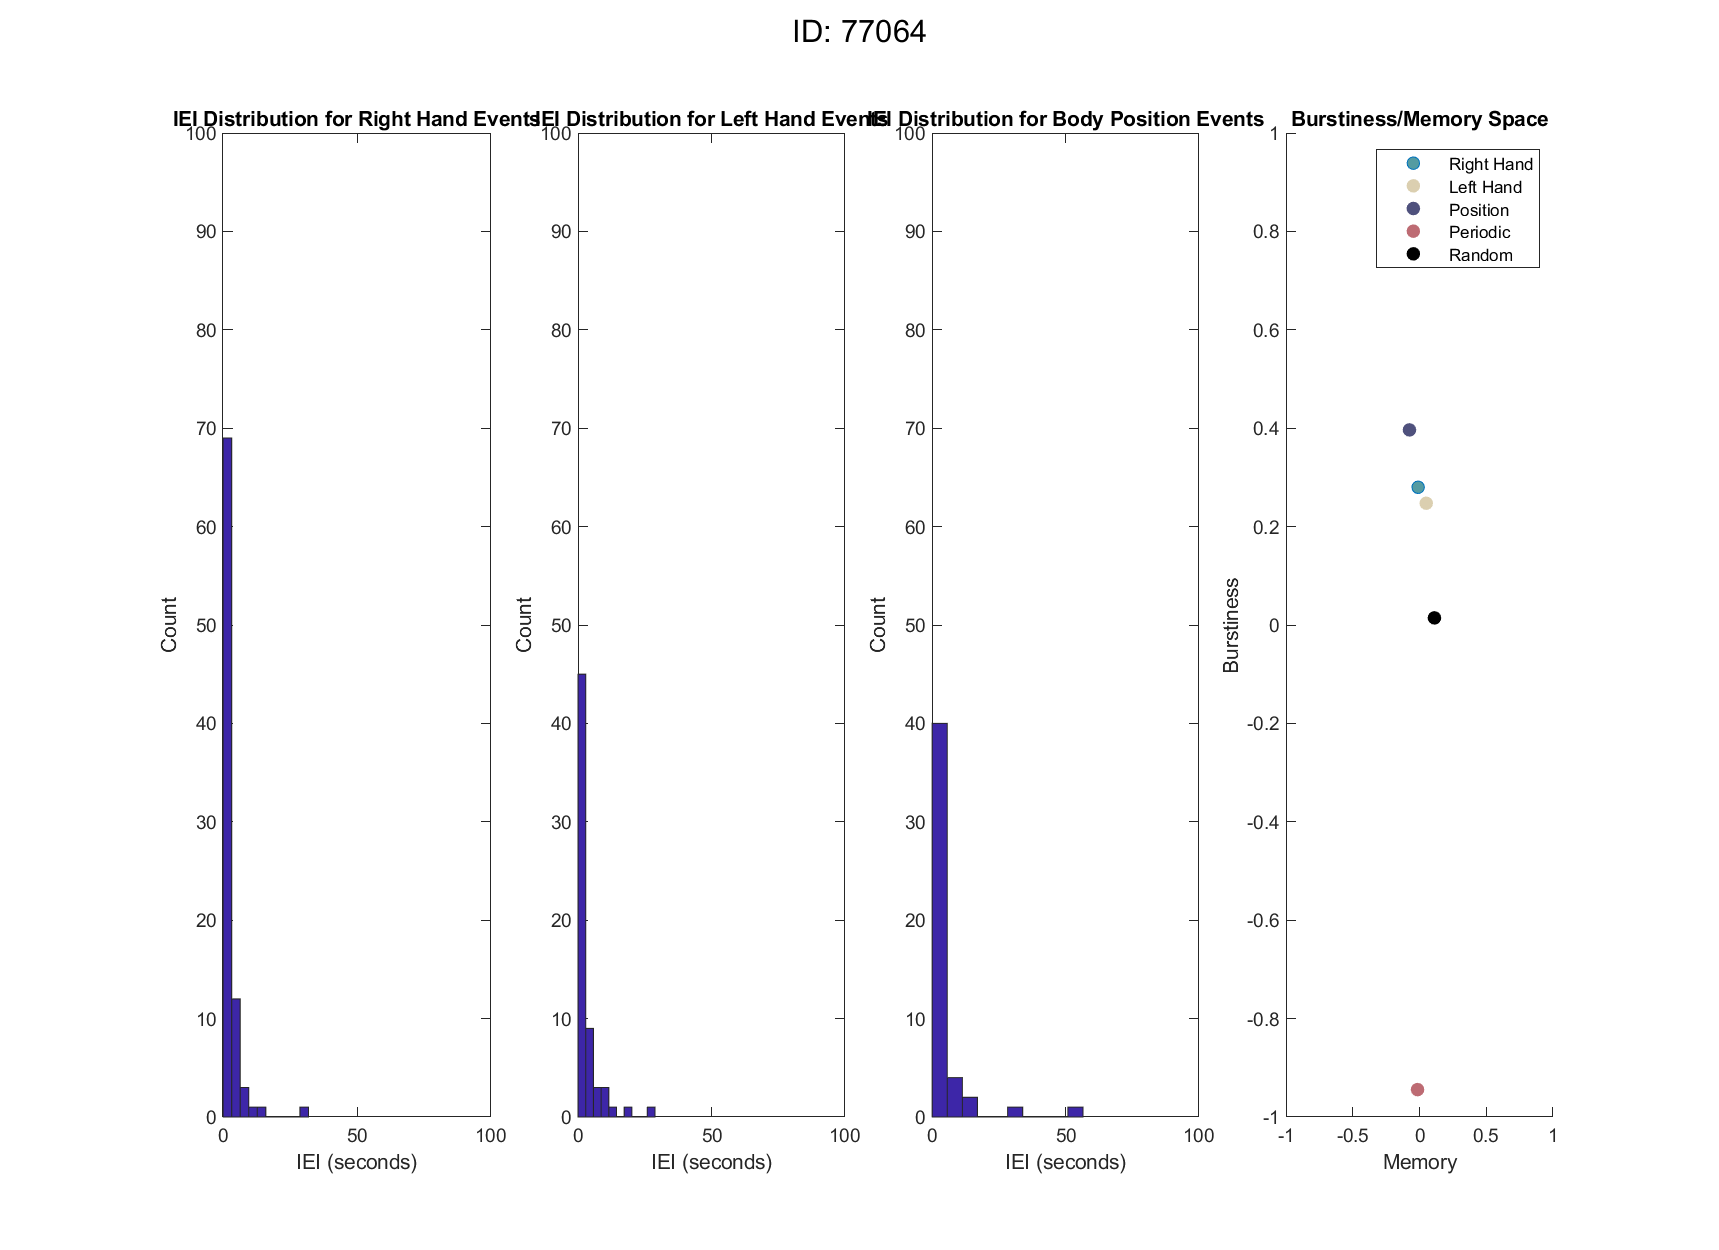 ID: 77064
IEI Distribution for Right Hand Events
100
90
80
70
60
50
40
30
20
10
0
Count
0 50 100
IEI (seconds)
IEI Distribution for Left Hand Events
100
90
80
70
60
50
40
30
20
10
0
Count
0 50 100
IEI (seconds)
IEI Distribution for Body Position Events
100
90
80
70
60
50
40
30
20
10
0
Count
0 50 100
IEI (seconds)
Burstiness/Memory Space
1
0.8
0.6
0.4
0.2
0
-0.2
-0.4
-0.6
-0.8
-1
Burstiness
-1 -0.5 0 0.5 1
Memory
Right Hand
Left Hand
Position
Periodic
Random